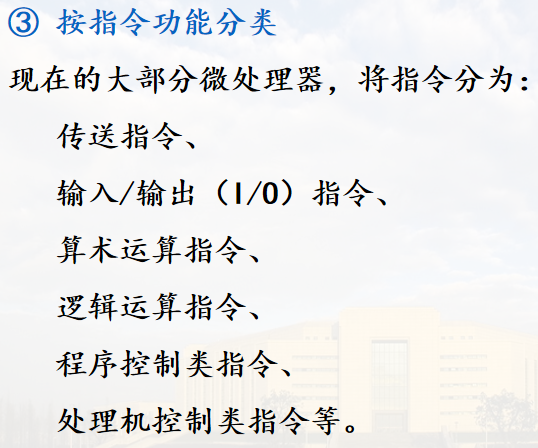 ③ 按指令功能分类
现在的大部分微处理器，将指令分为：
传送指令、
输入/输出（I/O）指令、
算术运算指令、
逻辑运算指令、
程序控制类指令、
处理机控制类指令等。